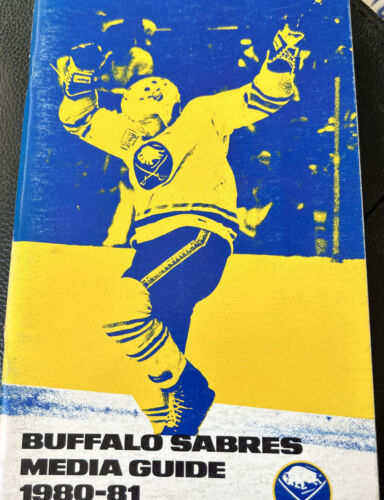 BUFFALO SABRES
MEDIA GUIDE
1980-81